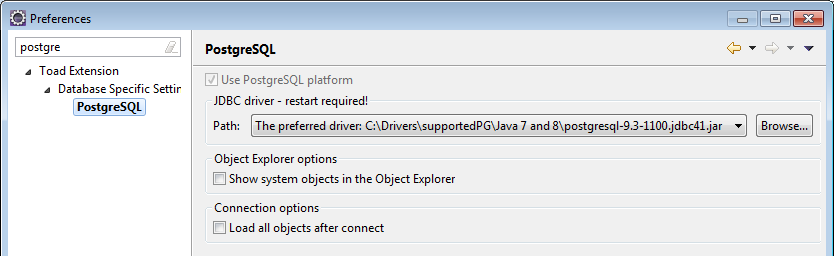 Preferences
postgre
Toad Extension
Database Specific Settin
PostgreSQL
PostgreSQL
Use PostgreSQL platform
JDBC driver - restart required!
Path: The preferred driver: C:\Drivers\supportedPG\Java 7 and 8\postgresql-9.3-1100.jdbc41.jar Browse...
Object Explorer options
Show system objects in the Object Explorer
Connection options
Load all objects after connect